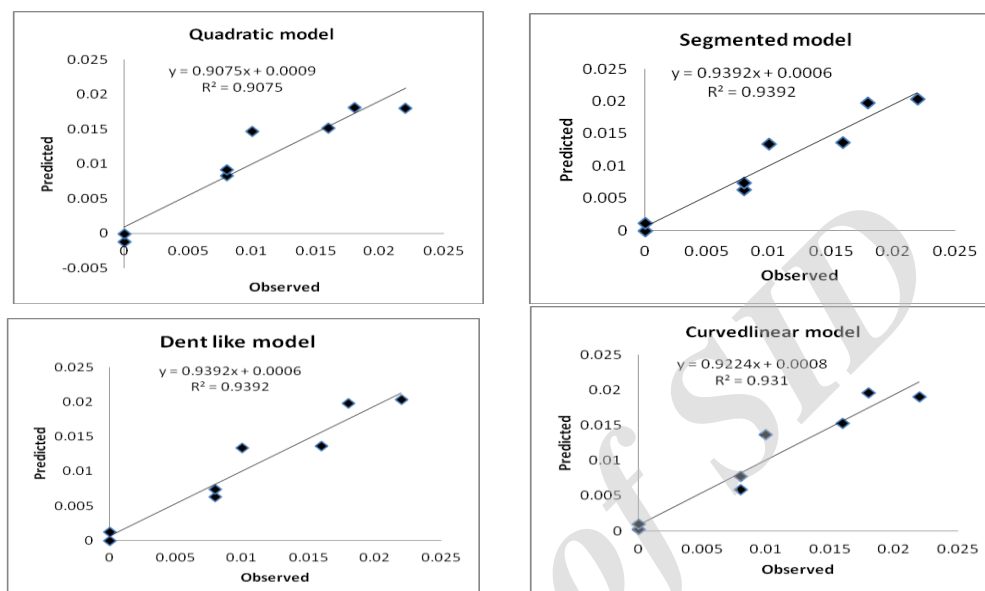 Quadratic model
y = 0.9075x + 0.0009
R² = 0.9075
0.025
0.02
0.015
0.01
0.005
0
-0.005
Predicted
0 0.005 0.01 0.015 0.02 0.025
Observed
Segmented model
y = 0.9392x + 0.0006
R² = 0.9392
0.025
0.02
0.015
0.01
0.005
0
Predicted
0 0.005 0.01 0.015 0.02 0.025
Observed
Dent like model
y = 0.9392x + 0.0006
R² = 0.9392
0.025
0.02
0.015
0.01
0.005
0
Predicted
0 0.005 0.01 0.015 0.02 0.025
Observed
Curvedlinear model
y = 0.9224x + 0.0008
R² = 0.931
0.025
0.02
0.015
0.01
0.005
0
Predicted
0 0.005 0.01 0.015 0.02 0.025
Observed
of SID